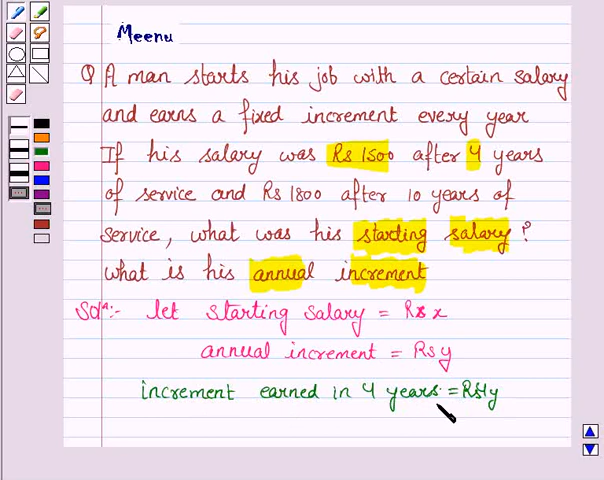 Meenu
Q A man starts his job with a certain salary
and earns a fixed increment every year
If his salary was Rs 1500 after 4 years
of service and Rs 1800 after 10 years of
service, what was his starting salary?
what is his annual increment
Solⁿ:- let starting salary = Rs x
annual increment = Rs y
increment earned in 4 years = Rs 4y